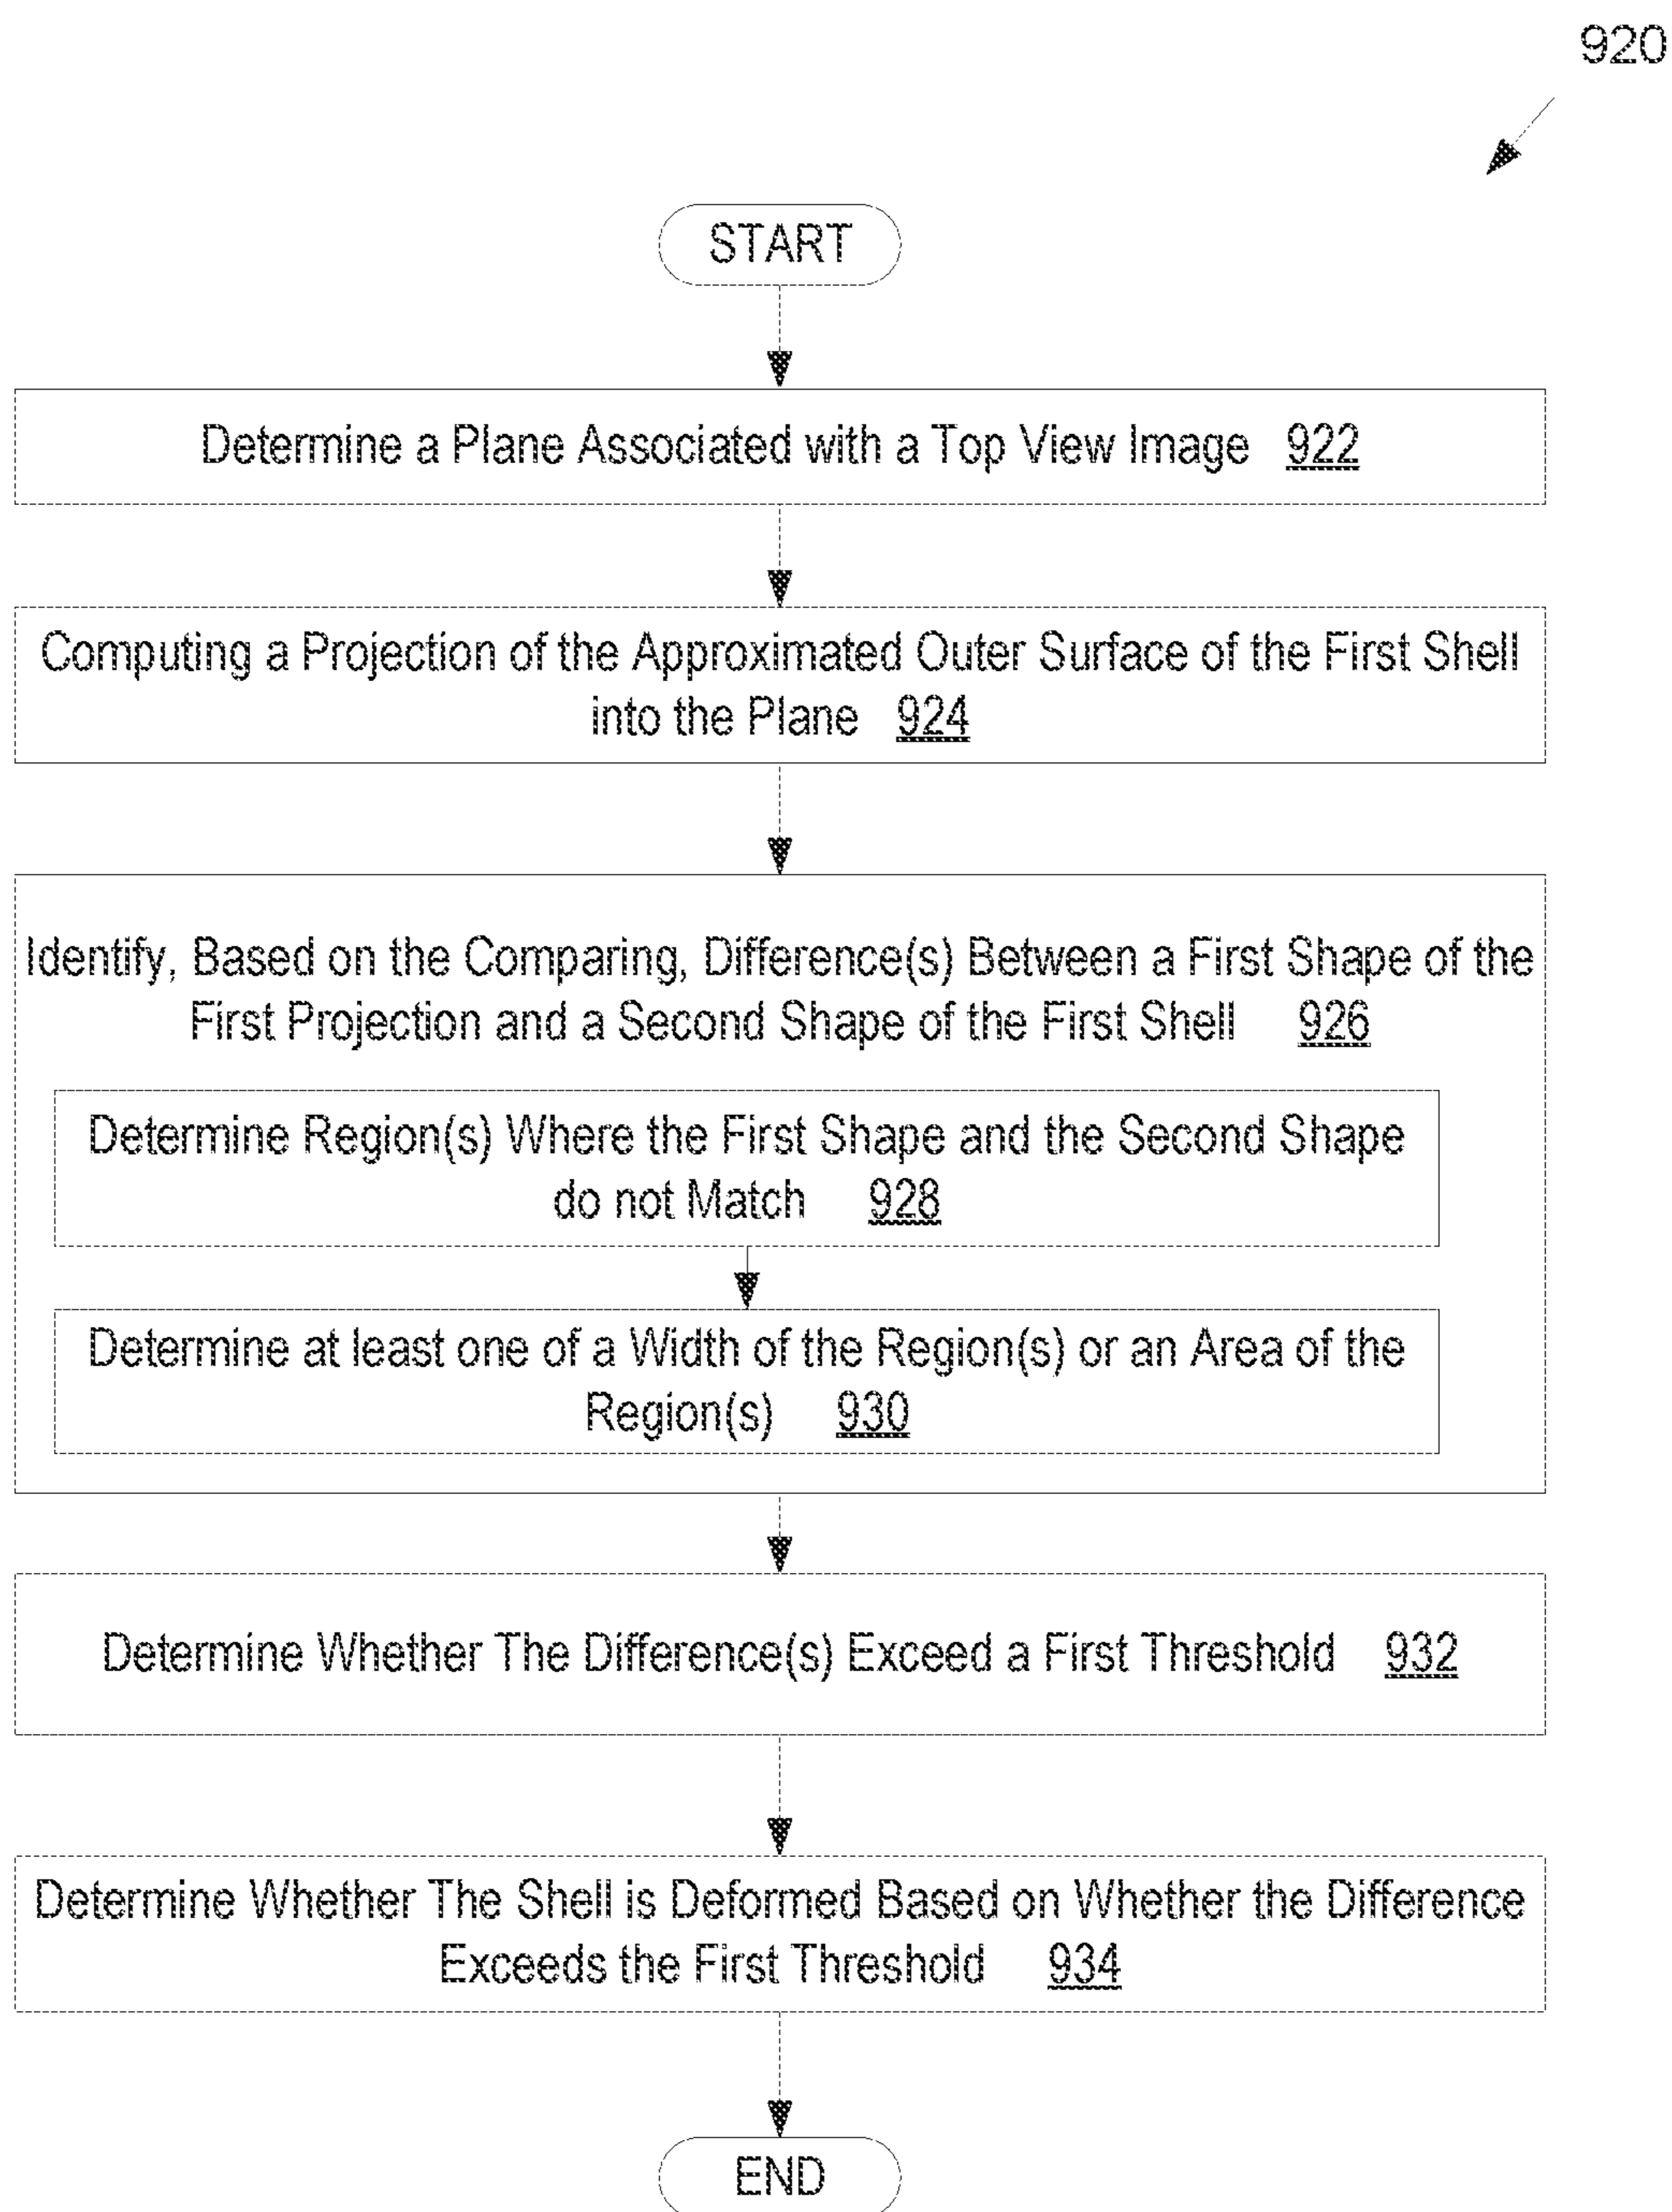 920
START
Determine a Plane Associated with a Top View Image 922
Computing a Projection of the Approximated Outer Surface of the First Shell
into the Plane 924
Identify, Based on the Comparing, Difference(s) Between a First Shape of the
First Projection and a Second Shape of the First Shell 926
Determine Region(s) Where the First Shape and the Second Shape
do not Match 928
Determine at least one of a Width of the Region(s) or an Area of the
Region(s) 930
Determine Whether The Difference(s) Exceed a First Threshold 932
Determine Whether The Shell is Deformed Based on Whether the Difference
Exceeds the First Threshold 934
END